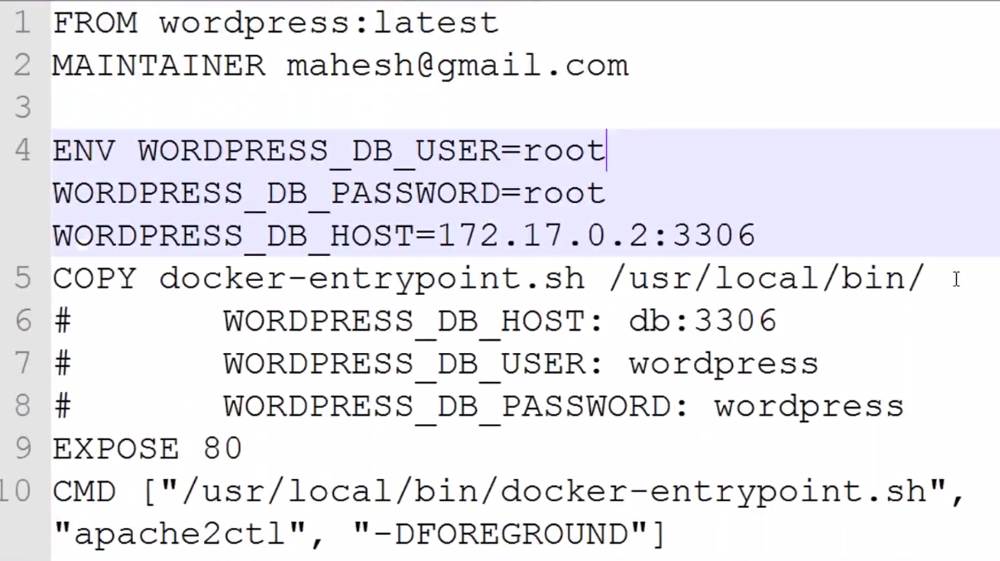 1 FROM wordpress:latest
2 MAINTAINER mahesh@gmail.com
3
4 ENV WORDPRESS_DB_USER=root
WORDPRESS_DB_PASSWORD=root
WORDPRESS_DB_HOST=172.17.0.2:3306
5 COPY docker-entrypoint.sh /usr/local/bin/
6 # WORDPRESS_DB_HOST: db:3306
7 # WORDPRESS_DB_USER: wordpress
8 # WORDPRESS_DB_PASSWORD: wordpress
9 EXPOSE 80
10 CMD ["/usr/local/bin/docker-entrypoint.sh",
"apache2ctl", "-DFOREGROUND"]